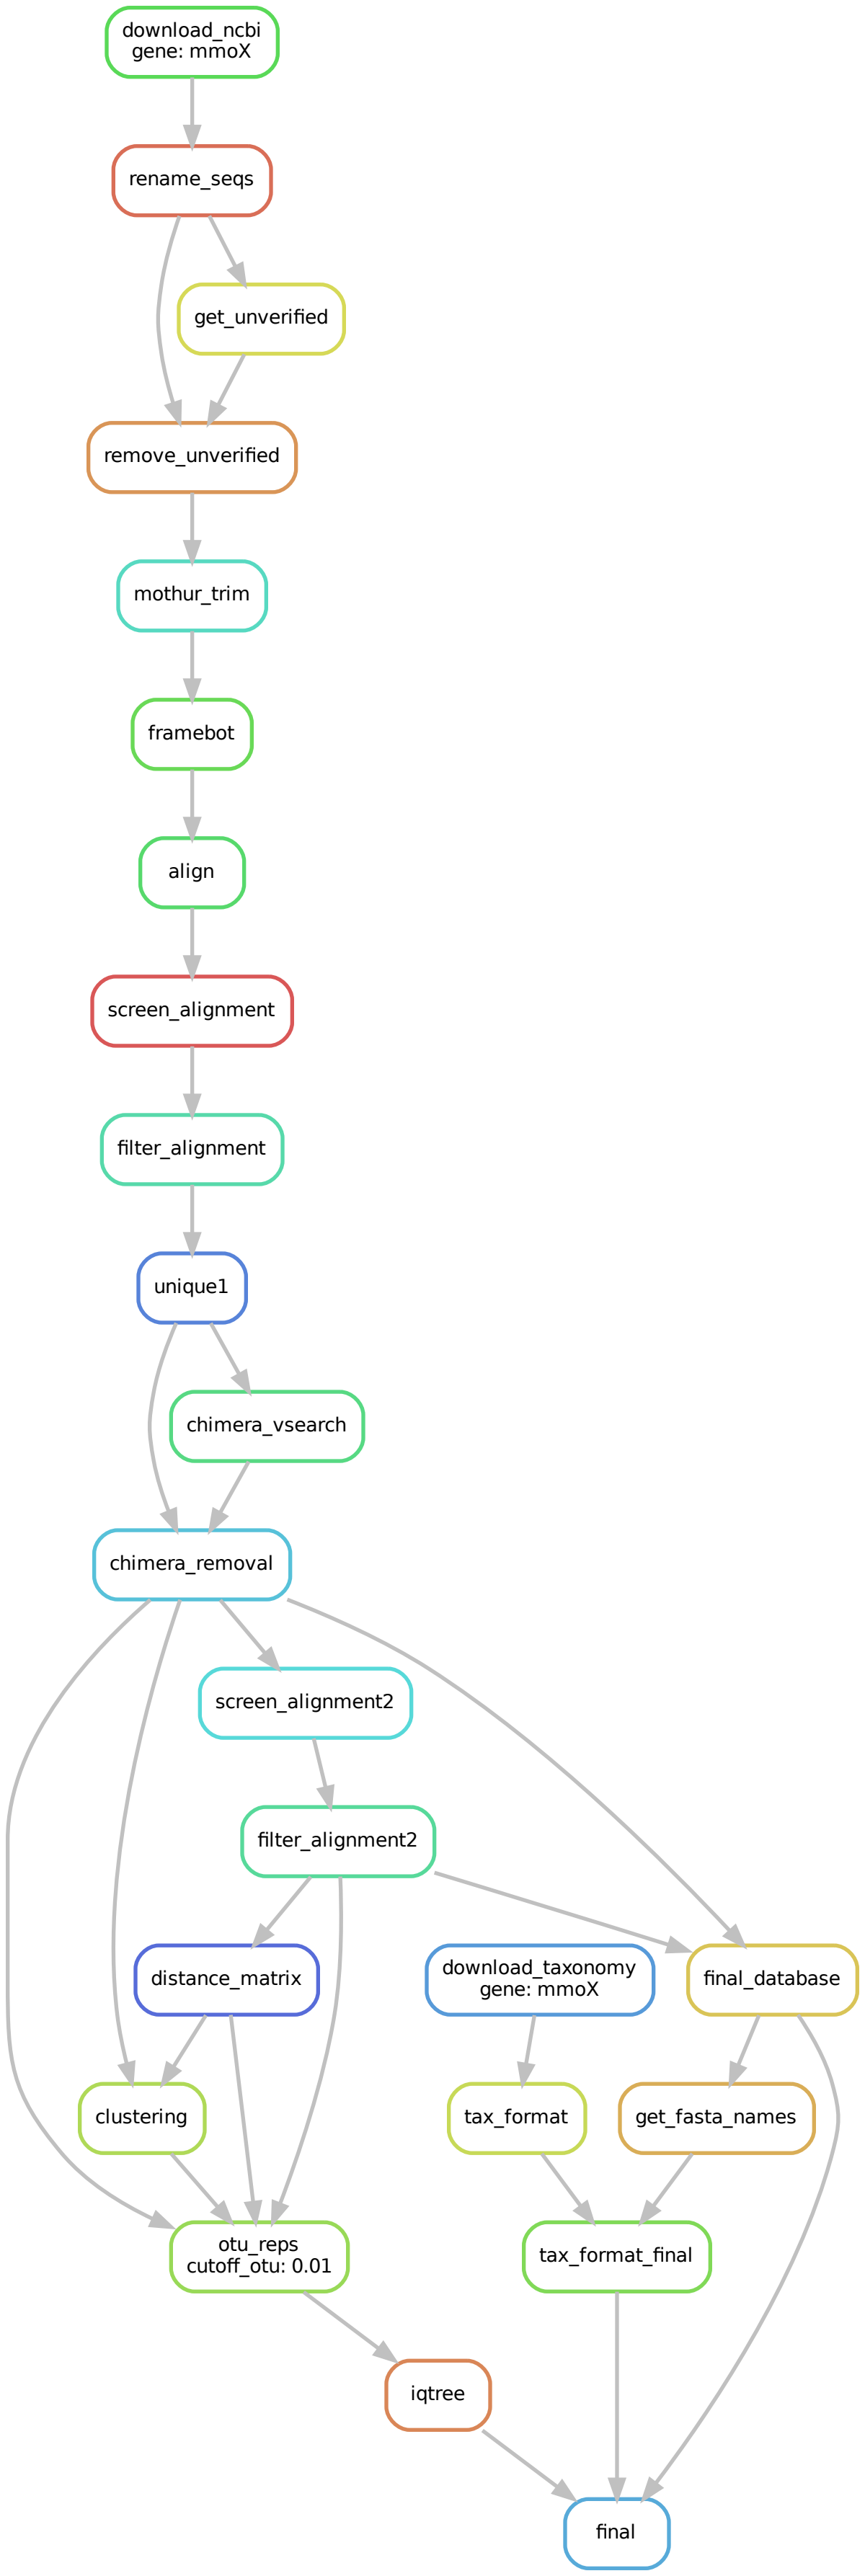 download_ncbi
gene: mmoX
rename_seqs
get_unverified
remove_unverified
mothur_trim
framebot
align
screen_alignment
filter_alignment
unique1
chimera_vsearch
chimera_removal
screen_alignment2
filter_alignment2
distance_matrix
download_taxonomy
gene: mmoX
final_database
clustering
tax_format
get_fasta_names
otu_reps
cutoff_otu: 0.01
tax_format_final
iqtree
final